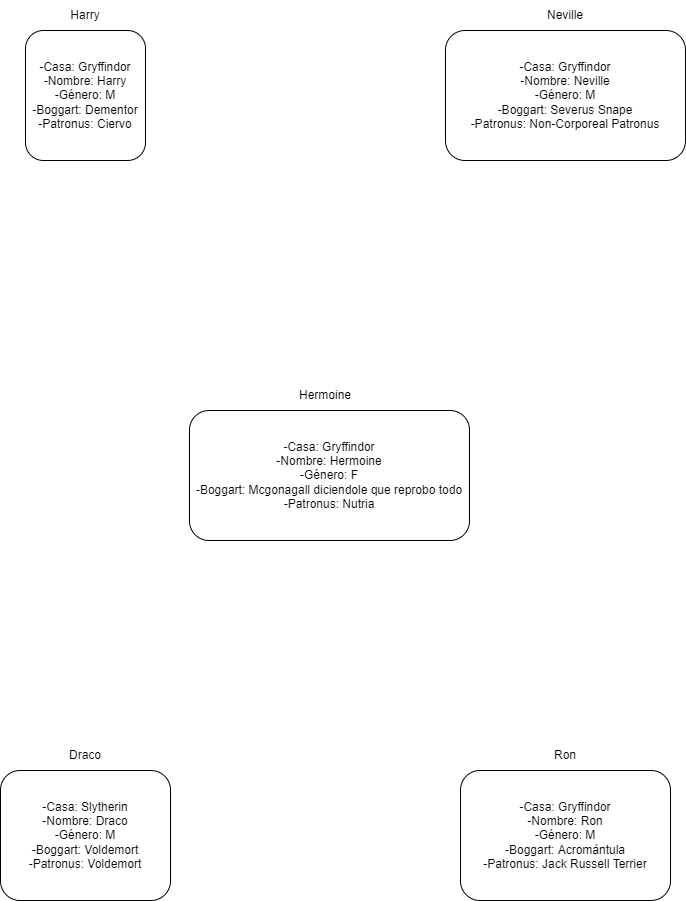 Harry
-Casa: Gryffindor
-Nombre: Harry
-Género: M
-Boggart: Dementor
-Patronus: Ciervo
Neville
-Casa: Gryffindor
-Nombre: Neville
-Género: M
-Boggart: Severus Snape
-Patronus: Non-Corporeal Patronus
Hermoine
-Casa: Gryffindor
-Nombre: Hermoine
-Género: F
-Boggart: Mcgonagall diciendole que reprobo todo
-Patronus: Nutria
Draco
-Casa: Slytherin
-Nombre: Draco
-Género: M
-Boggart: Voldemort
-Patronus: Voldemort
Ron
-Casa: Gryffindor
-Nombre: Ron
-Género: M
-Boggart: Acromántula
-Patronus: Jack Russell Terrier